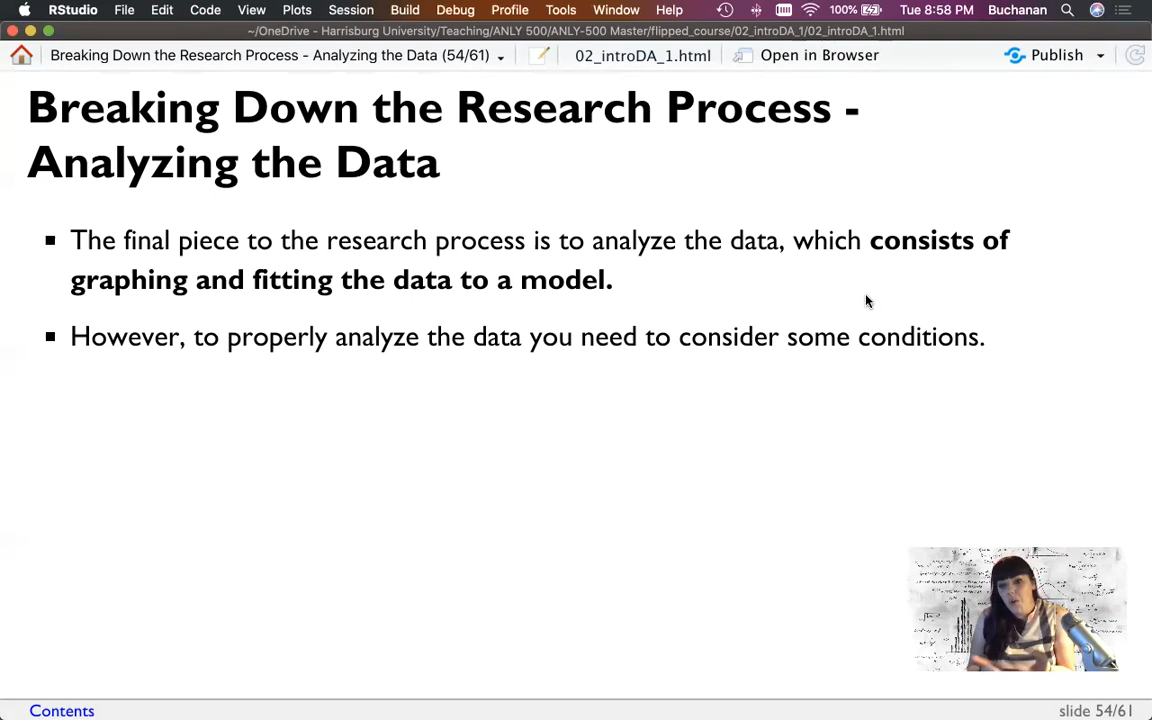 RStudio File Edit Code View Plots Session Build Debug Profile Tools Window Help 100% Tue 8:58 PM Buchanan
~/OneDrive - Harrisburg University/Teaching/ANLY 500/ANLY-500 Master/flipped_course/02_introDA_1/02_introDA_1.html
Breaking Down the Research Process - Analyzing the Data (54/61) 02_introDA_1.html Open in Browser Publish
Breaking Down the Research Process -
Analyzing the Data
The final piece to the research process is to analyze the data, which consists of
graphing and fitting the data to a model.
However, to properly analyze the data you need to consider some conditions.
Contents slide 54/61